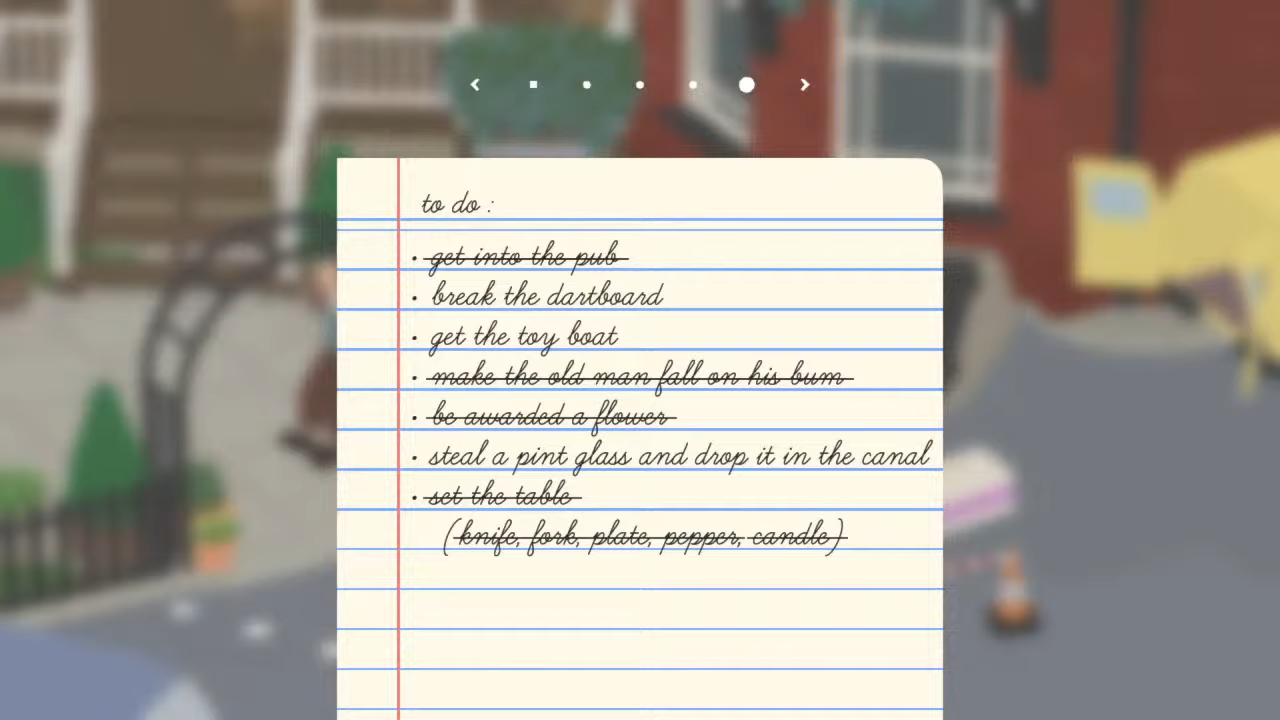 to do :
• get into the pub
• break the dartboard
• get the toy boat
• make the old man fall on his bum
• be awarded a flower
• steal a pint glass and drop it in the canal
• set the table
(knife, fork, plate, pepper, candle)